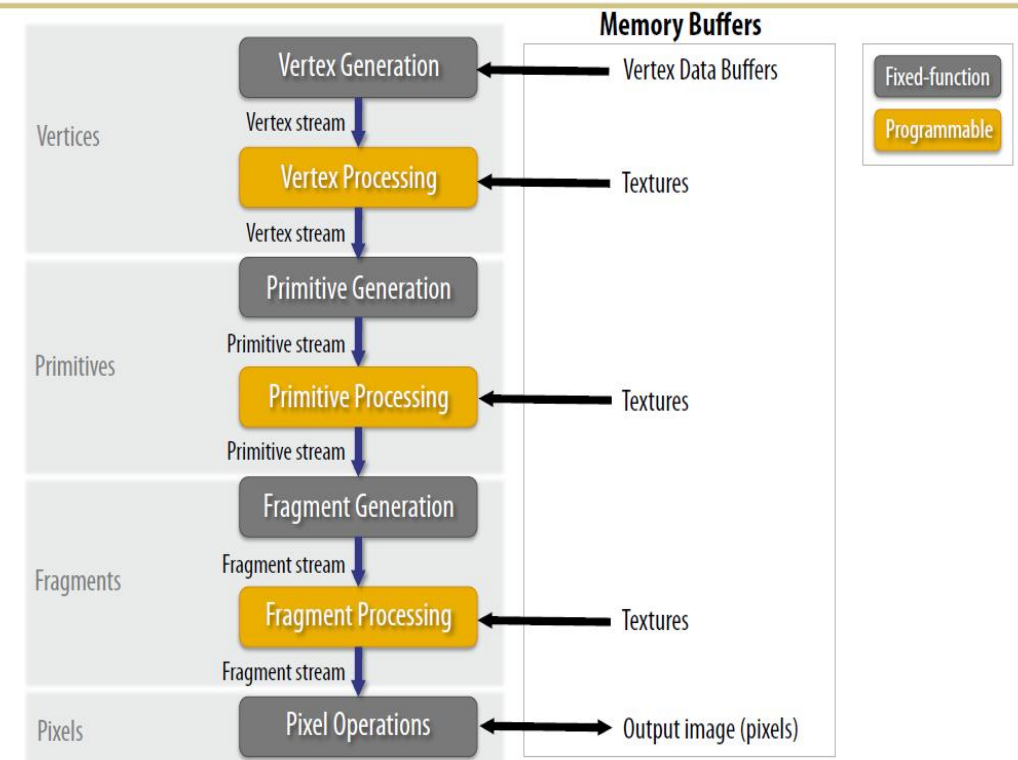 Memory Buffers
Vertex Generation
Vertex Data Buffers
Fixed-function
Vertex stream
Programmable
Vertices
Vertex Processing
Textures
Vertex stream
Primitive Generation
Primitive stream
Primitives
Primitive Processing
Textures
Primitive stream
Fragment Generation
Fragment stream
Fragments
Fragment Processing
Textures
Fragment stream
Pixels
Pixel Operations
Output image (pixels)